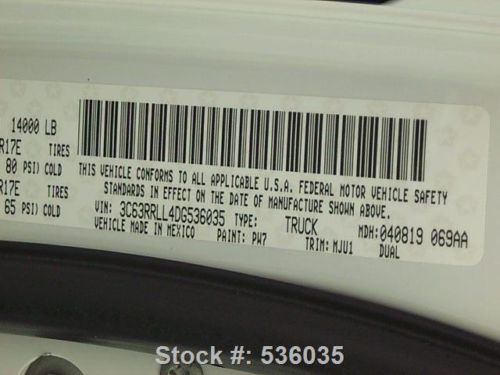 14000 LB
R17E TIRES
80 PSI) COLD
R17E TIRES
65 PSI) COLD
THIS VEHICLE CONFORMS TO ALL APPLICABLE U.S.A. FEDERAL MOTOR VEHICLE SAFETY
STANDARDS IN EFFECT ON THE DATE OF MANUFACTURE SHOWN ABOVE.
VIN: 3C63RRLL4DG536035 TYPE: TRUCK MDH: 040819 069AA
VEHICLE MADE IN MEXICO PAINT: PW7 TRIM: MJU1 DUAL
Stock #: 536035